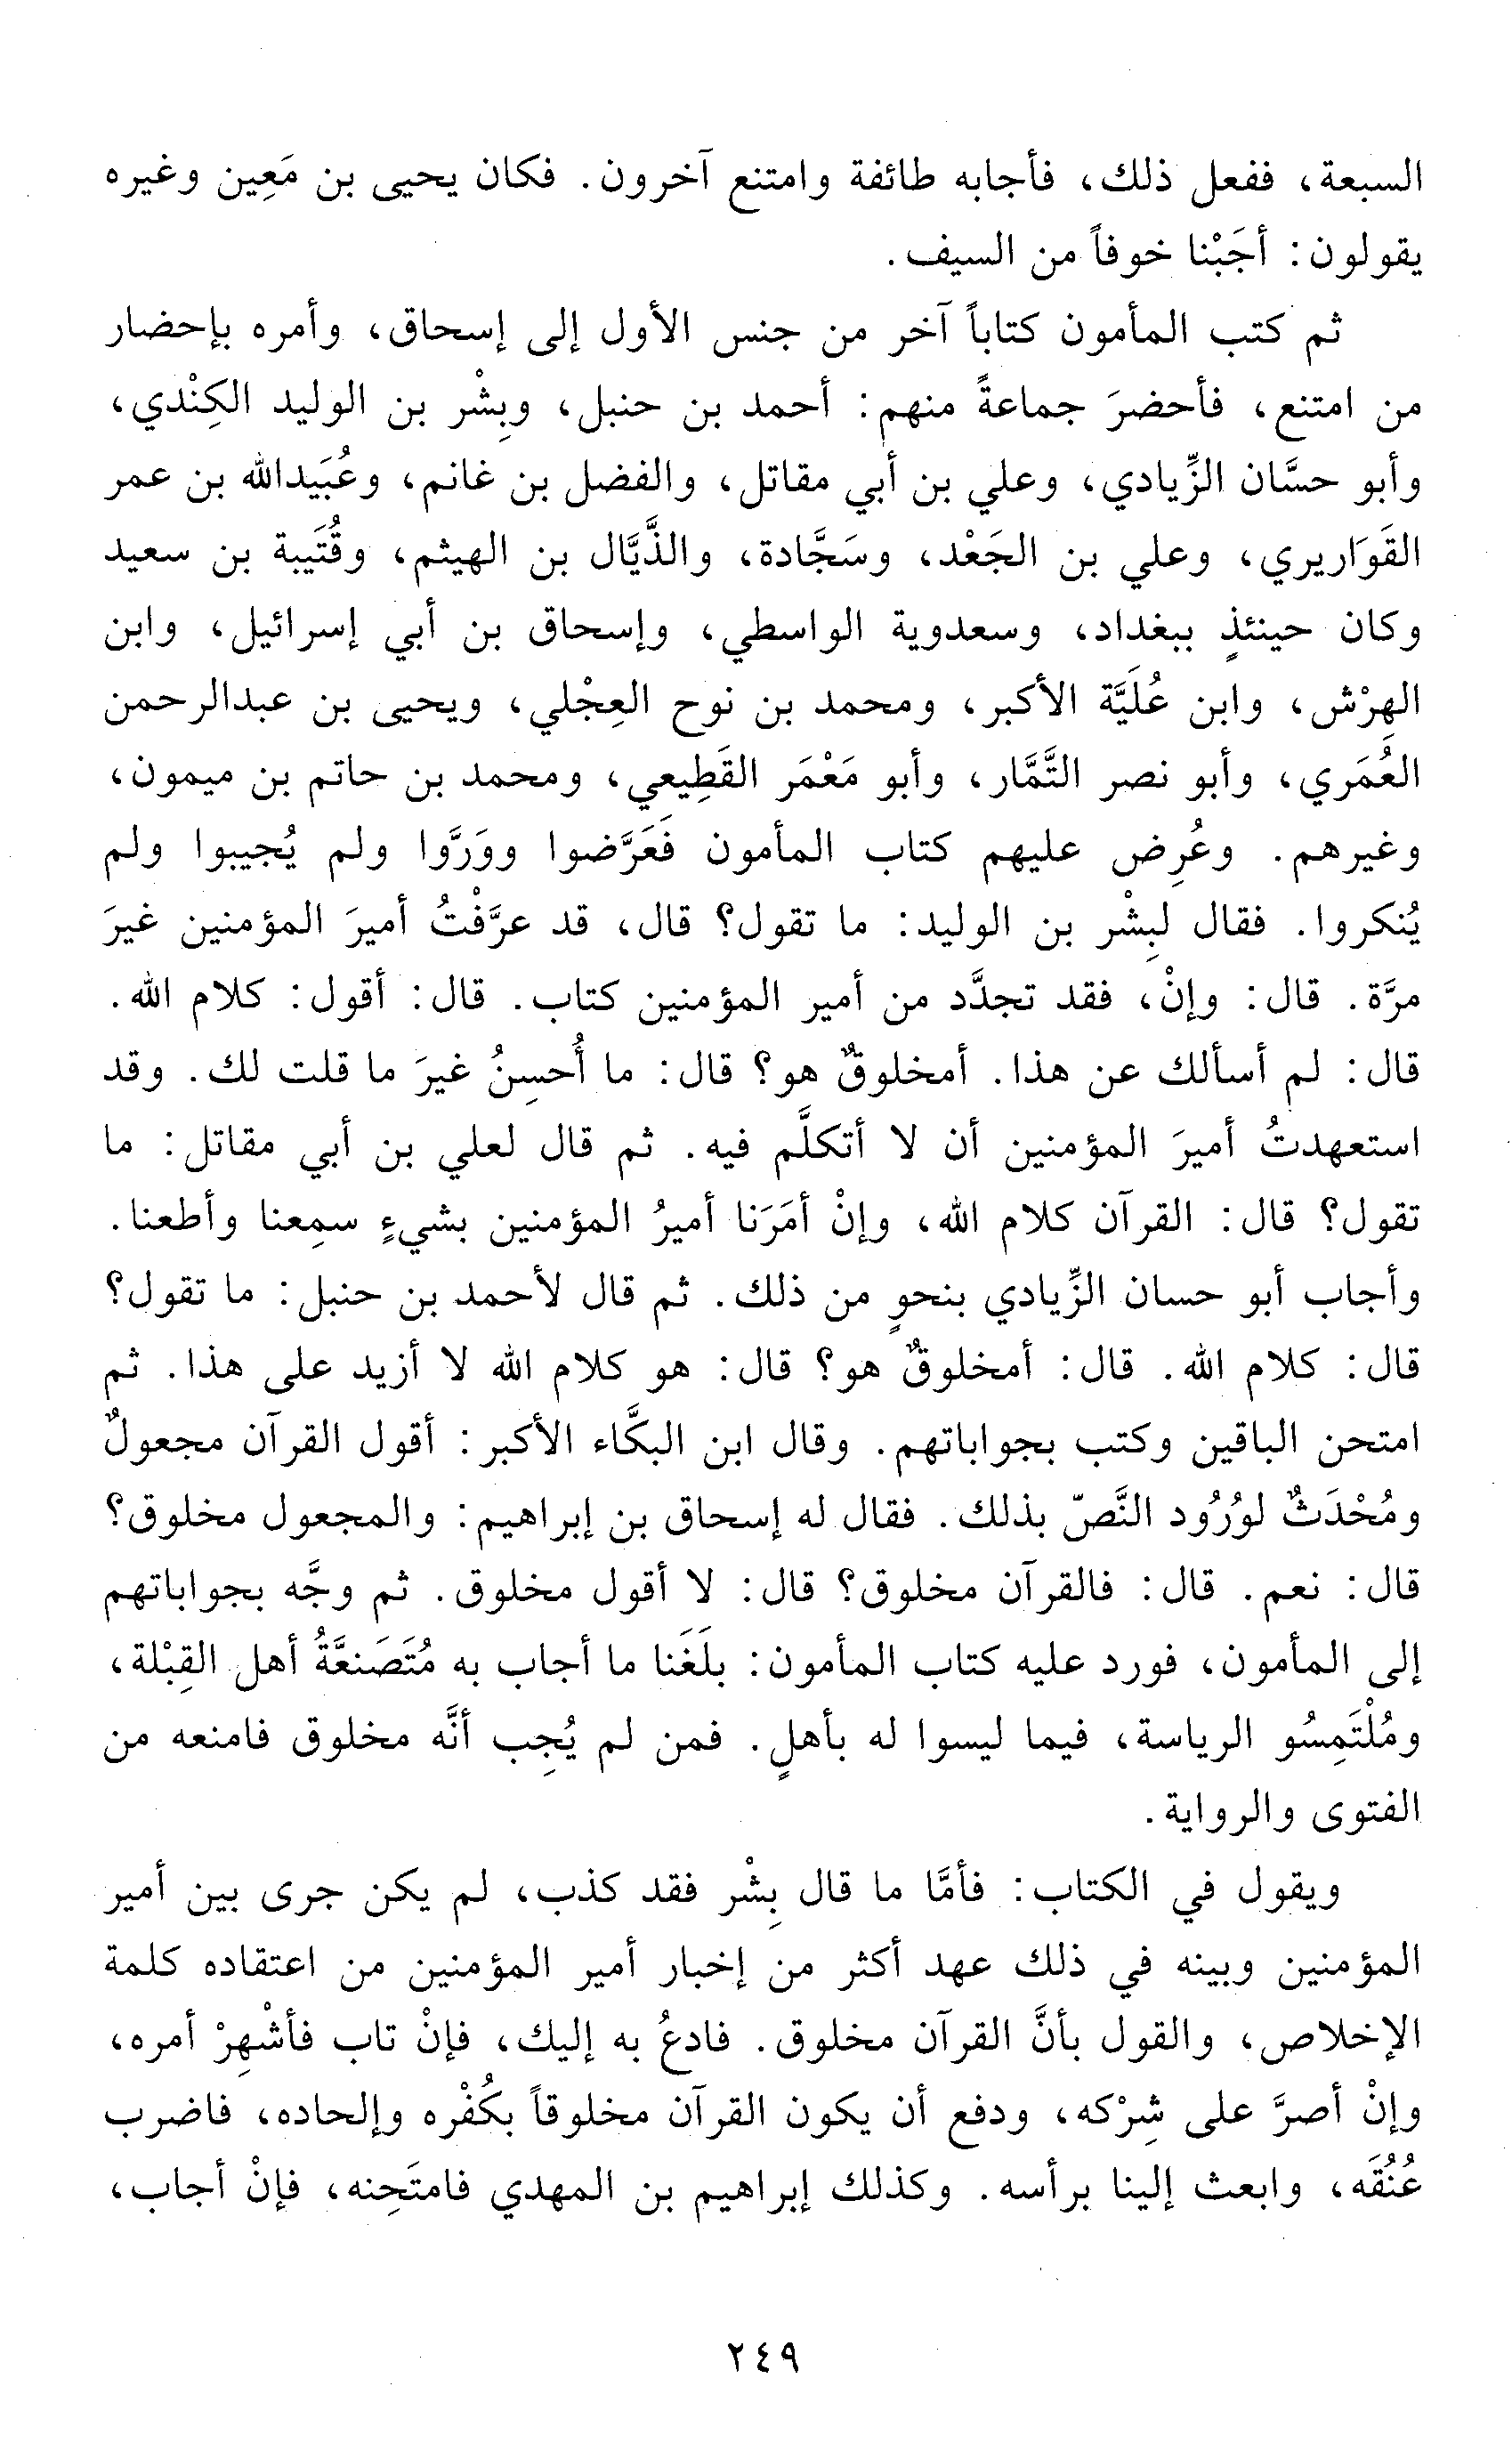 السبعة، ففعل ذلك، فأجابه طائفة وامتنع آخرون. فكان يحيى بن مَعِين وغيره
يقولون: أجَبْنا خوفاً من السيف.
ثم كتب المأمون كتاباً آخر من جنس الأول إلى إسحاق، وأمره بإحضار
من امتنع، فأحضرَ جماعةً منهم: أحمد بن حنبل، وبِشْر بن الوليد الكِنْدي،
وأبو حسَّان الزِّيادي، وعلي بن أبي مقاتل، والفضل بن غانم، وعُبَيدالله بن عمر
القَوَاريري، وعلي بن الجَعْد، وسَجَّادة، والذَّيَّال بن الهيثم، وقُتَيبة بن سعيد
وكان حينئذٍ ببغداد، وسعدوية الواسطي، وإسحاق بن أبي إسرائيل، وابن
الهِرْش، وابن عُلَيَّة الأكبر، ومحمد بن نوح العِجْلي، ويحيى بن عبدالرحمن
العُمَري، وأبو نصر التَّمَّار، وأبو مَعْمَر القَطِيعي، ومحمد بن حاتم بن ميمون،
وغيرهم. وعُرِض عليهم كتاب المأمون فَعَرَّضوا ووَرَّوا ولم يُجيبوا ولم
يُنكروا. فقال لبِشْر بن الوليد: ما تقول؟ قال، قد عرَّفْتُ أميرَ المؤمنين غيرَ
مرَّة. قال: وإنْ، فقد تجدَّد من أمير المؤمنين كتاب. قال: أقول: كلام الله.
قال: لم أسألك عن هذا. أمخلوقٌ هو؟ قال: ما أُحسِنُ غيرَ ما قلت لك. وقد
استعهدتُ أميرَ المؤمنين أن لا أتكلَّم فيه. ثم قال لعلي بن أبي مقاتل: ما
تقول؟ قال: القرآن كلام الله، وإنْ أمَرَنا أميرُ المؤمنين بشيءٍ سمِعنا وأطعنا.
وأجاب أبو حسان الزِّيادي بنحوٍ من ذلك. ثم قال لأحمد بن حنبل: ما تقول؟
قال: كلام الله. قال: أمخلوقٌ هو؟ قال: هو كلام الله لا أزيد على هذا. ثم
امتحن الباقين وكتب بجواباتهم. وقال ابن البكَّاء الأكبر: أقول القرآن مجعولٌ
ومُحْدَثٌ لوُرُود النَّصّ بذلك. فقال له إسحاق بن إبراهيم: والمجعول مخلوق؟
قال: نعم. قال: فالقرآن مخلوق؟ قال: لا أقول مخلوق. ثم وجَّه بجواباتهم
إلى المأمون، فورد عليه كتاب المأمون: بلَغَنا ما أجاب به مُتَصَنعَّةُ أهل القِبْلة،
ومُلْتَمِسُو الرياسة، فيما ليسوا له بأهلٍ. فمن لم يُجِب أنَّه مخلوق فامنعه من
الفتوى والرواية.
ويقول في الكتاب: فأمَّا ما قال بِشْر فقد كذب، لم يكن جرى بين أمير
المؤمنين وبينه في ذلك عهد أكثر من إخبار أمير المؤمنين من اعتقاده كلمة
الإخلاص، والقول بأنَّ القرآن مخلوق. فادعُ به إليك، فإنْ تاب فأشْهِرْ أمره،
وإنْ أصرَّ على شِرْكه، ودفع أن يكون القرآن مخلوقاً بكُفْره وإلحاده، فاضرب
عُنُقَه، وابعث إلينا برأسه. وكذلك إبراهيم بن المهدي فامتَحِنه، فإنْ أجاب،
٢٤٩